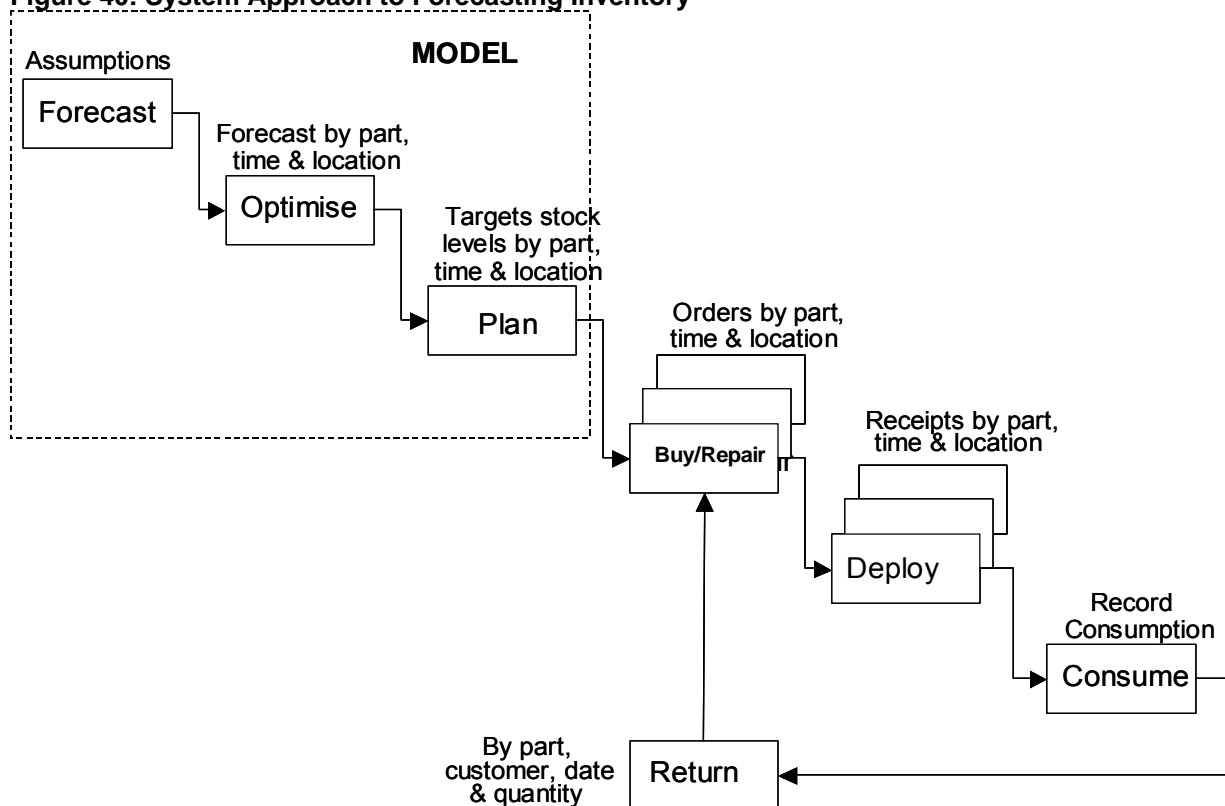 Figure 40: System Approach to Forecasting Inventory
MODEL
Assumptions
Forecast
Forecast by part,
time & location
Optimise
Targets stock
levels by part,
time & location
Plan
Orders by part,
time & location
Buy/Repair
Receipts by part,
time & location
Deploy
Record
Consumption
Consume
By part,
customer, date
& quantity
Return